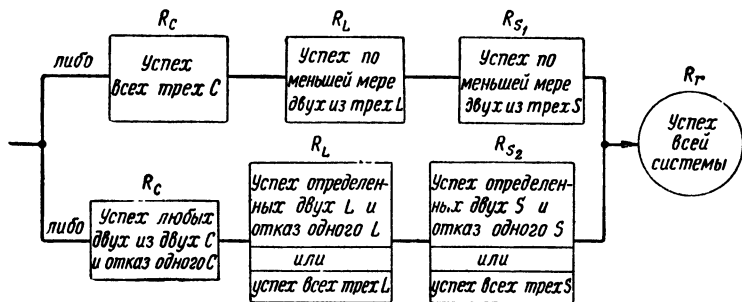 R_C
R_L
R_S₁
либо
Успех
всех трех C
Успех по
меньшей мере
двух из трех L
Успех по
меньшей мере
двух из трех S
R_r
Успех
всей
системы
R_C
R_L
R_S₂
либо
Успех любых
двух из двух C
и отказ одного C
Успех определен-
ных двух L и
отказ одного L
или
успех всех трех L
Успех определен-
ных двух S и
отказ одного S
или
успех всех трех S